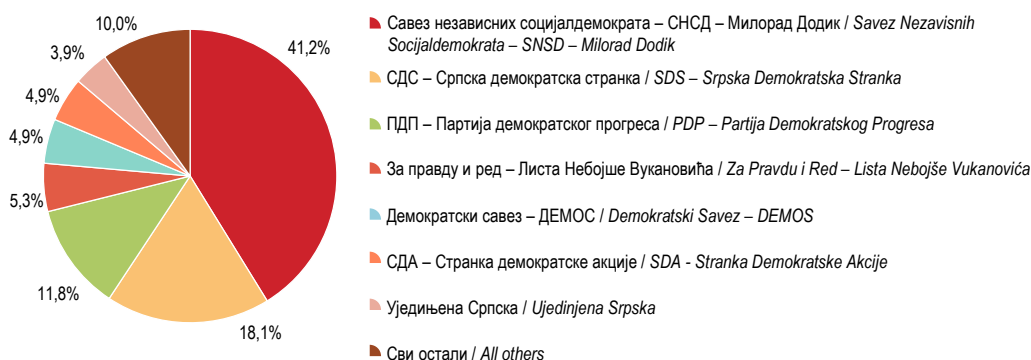 41,2%
18,1%
11,8%
5,3%
4,9%
4,9%
3,9%
10,0%
Савез независних социјалдемократа – СНСД – Милорад Додик / Savez Nezavisnih
Socijaldemokrata – SNSD – Milorad Dodik
СДС – Српска демократска странка / SDS – Srpska Demokratska Stranka
ПДП – Партија демократског прогреса / PDP – Partija Demokratskog Progresa
За правду и ред – Листа Небојше Вукановића / Za Pravdu i Red – Lista Nebojše Vukanovića
Демократски савез – ДЕМОС / Demokratski Savez – DEMOS
СДА – Странка демократске акције / SDA - Stranka Demokratske Akcije
Уједињена Српска / Ujedinjena Srpska
Сви остали / All others